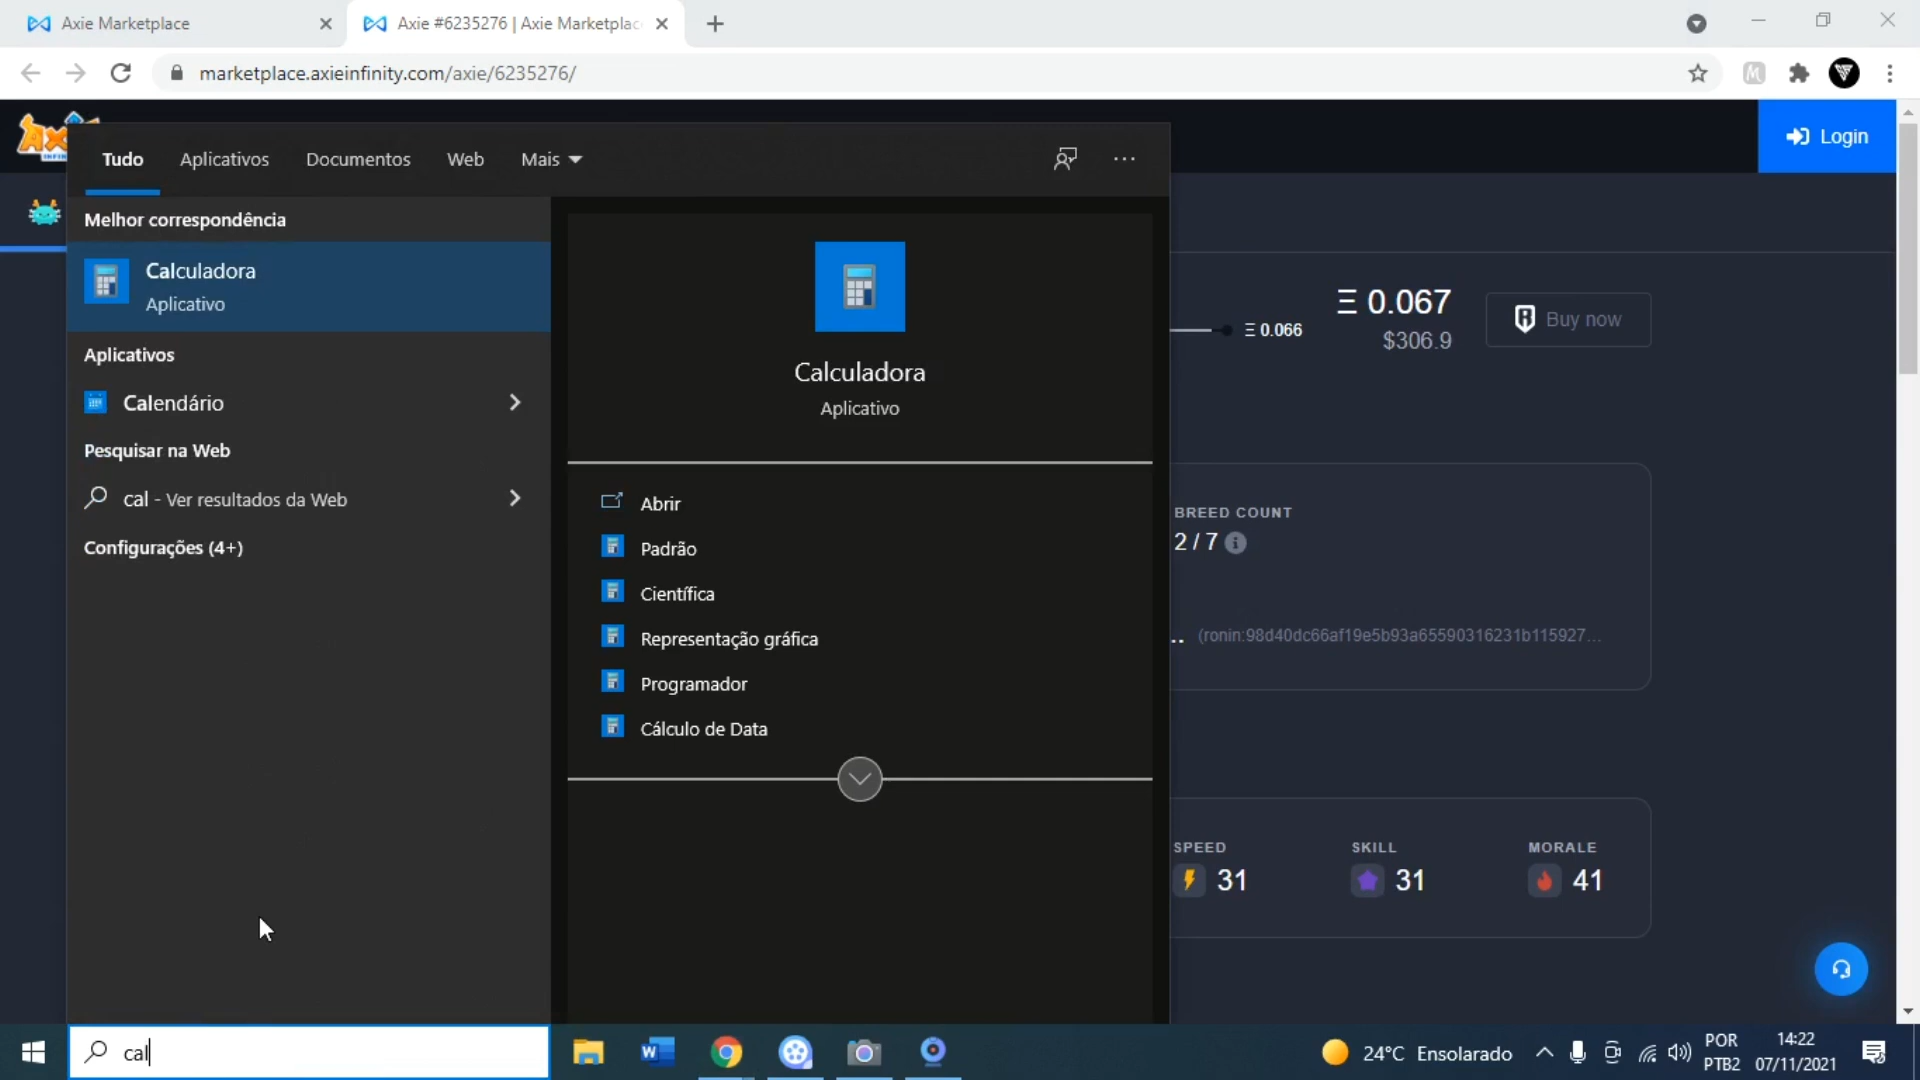 Axie Marketplace
Axie #6235276 | Axie Marketplac
marketplace.axieinfinity.com/axie/6235276/
Login
Tudo
Aplicativos
Documentos
Web
Mais
Melhor correspondência
Calculadora
Aplicativo
Aplicativos
Calendário
Pesquisar na Web
cal - Ver resultados da Web
Configurações (4+)
Calculadora
Aplicativo
Abrir
Padrão
Científica
Representação gráfica
Programador
Cálculo de Data
Ξ 0.066
Ξ 0.067
$306.9
Buy now
BREED COUNT
2 / 7
.. (ronin:98d40dc66af19e5b93a65590316231b115927...
SPEED
31
SKILL
31
MORALE
41
cal
24°C Ensolarado
POR
PTB2
14:22
07/11/2021